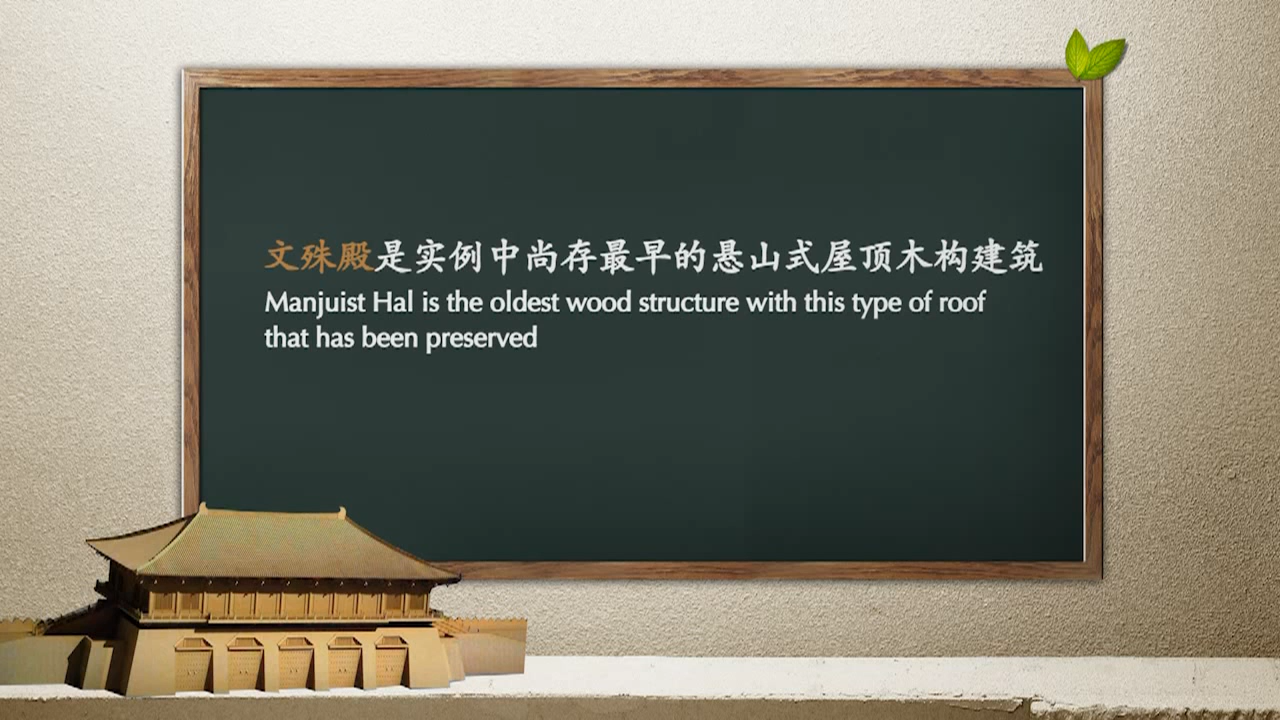 文殊殿是实例中尚存最早的悬山式屋顶木构建筑
Manjuist Hal is the oldest wood structure with this type of roof
that has been preserved